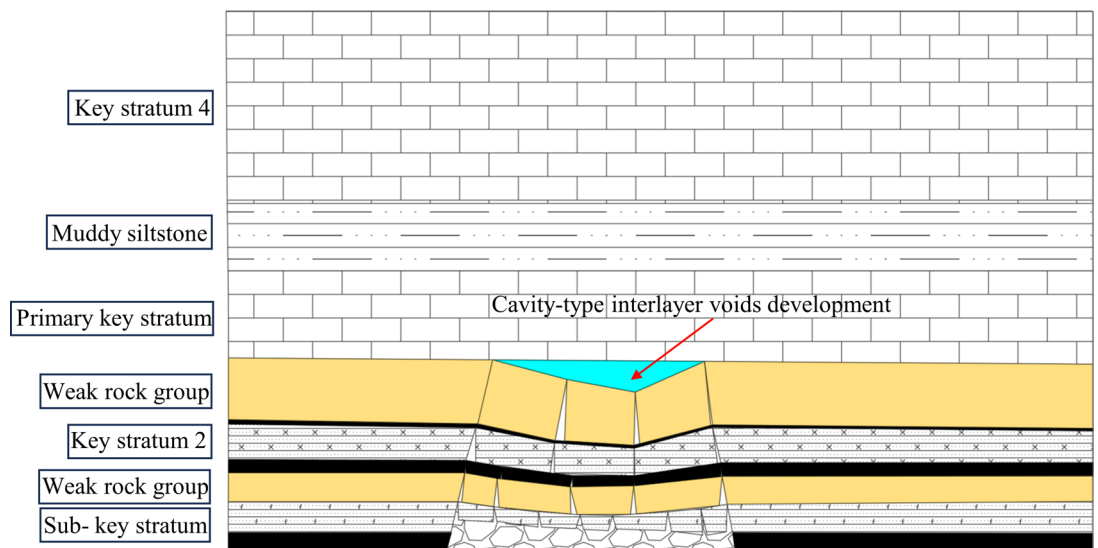 Key stratum 4
Muddy siltstone
Cavity-type interlayer voids development
Primary key stratum
Weak rock group
Key stratum 2
Weak rock group
Sub- key stratum